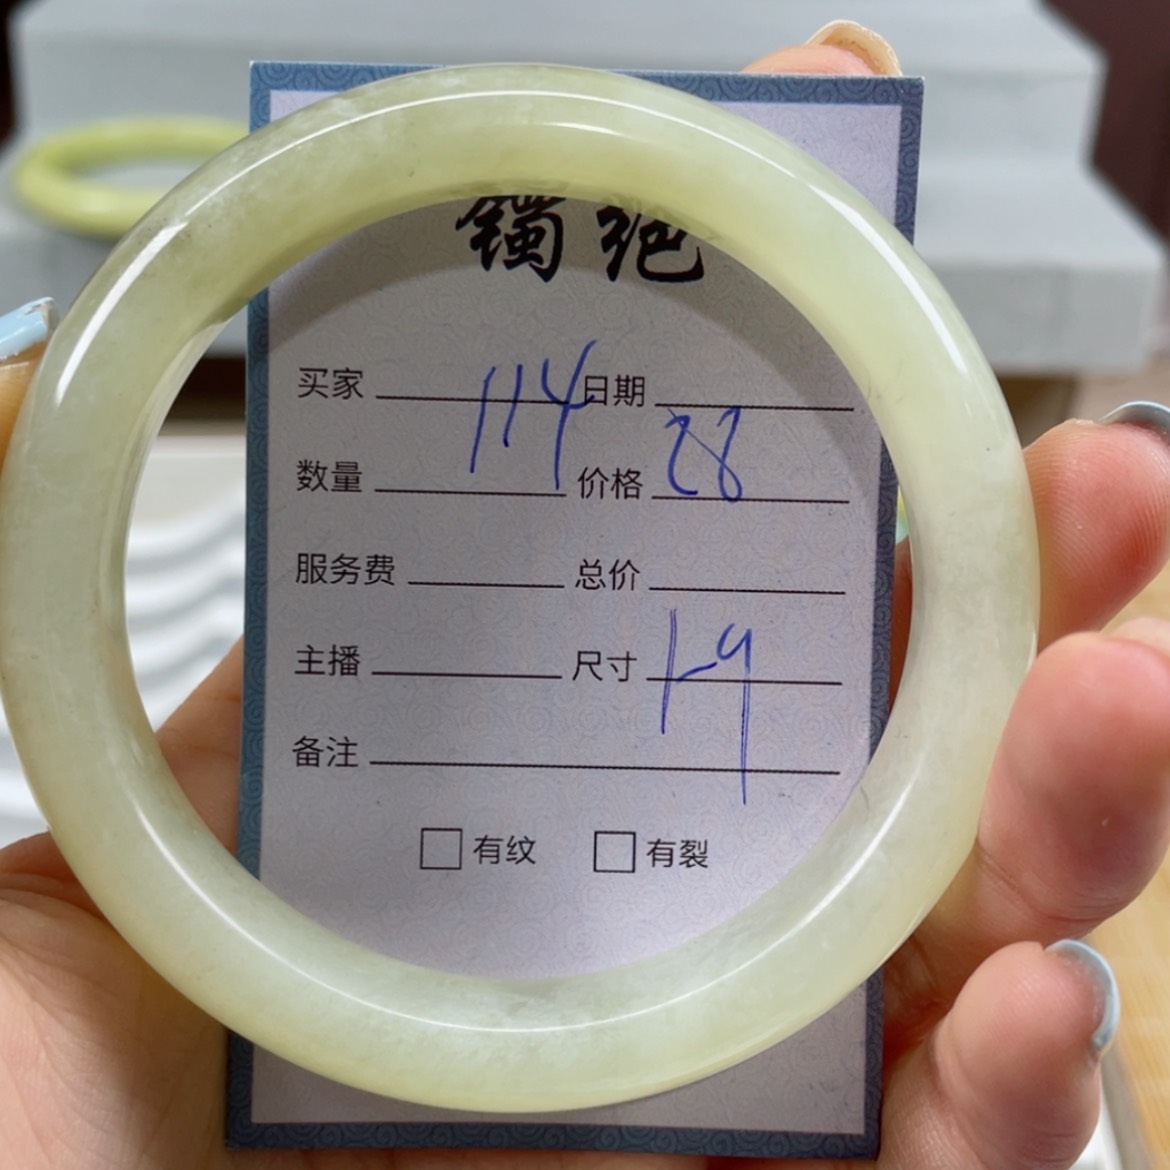 镯绝
买家 114 日期
数量 价格 28
服务费 总价
主播 尺寸
备注
有纹 有裂